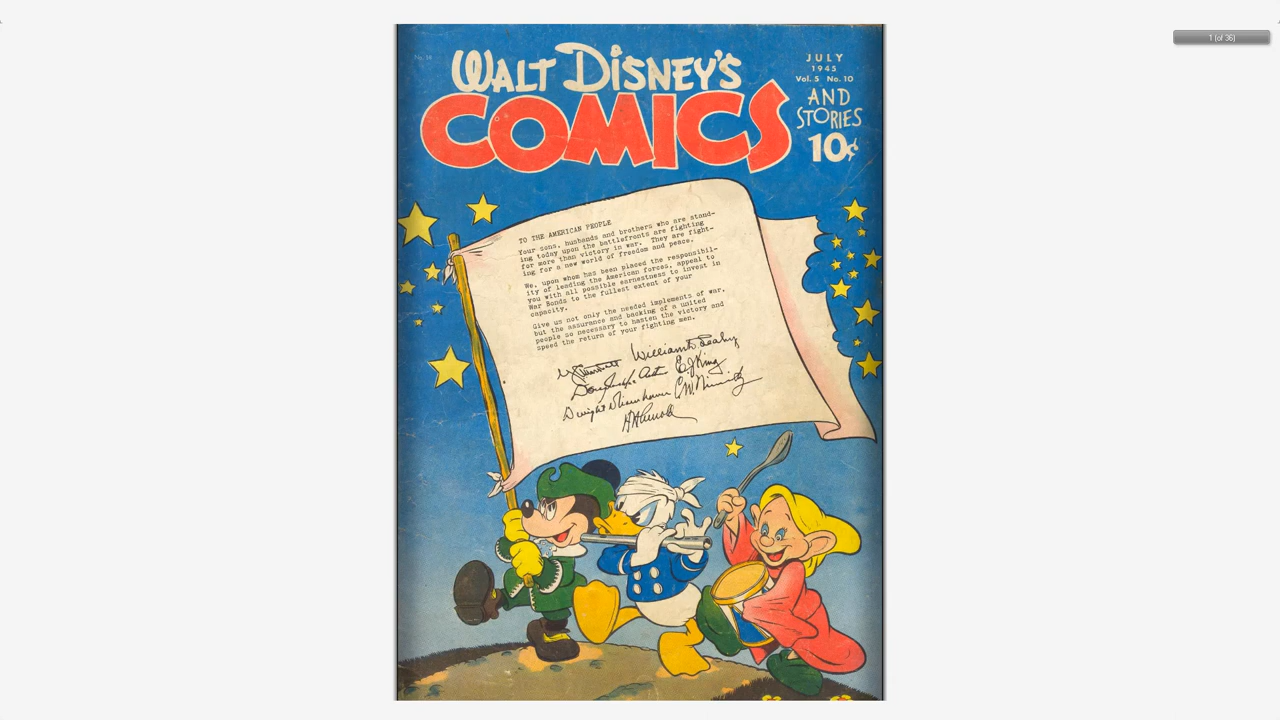 1 (of 36)
WALT DISNEY'S
COMICS
JULY
1945
Vol. 5 No. 10
AND
STORIES
10¢
TO THE AMERICAN PEOPLE
Your sons, husbands and brothers who are stand-
ing today upon the battlefronts are fighting
for more than victory in war. They are fight-
ing for a new world of freedom and peace.
We, upon whom has been placed the responsibil-
ity of leading the American forces, appeal to
you with all possible earnestness to invest in
War Bonds to the fullest extent of your
capacity.
Give us not only the needed implements of war,
but the assurance and backing of a united
people so necessary to hasten the victory and
speed the return of your fighting men.
William D Leahy
Douglas MacArthur E.J. King
Dwight D Eisenhower C.W. Nimitz
HH Arnold